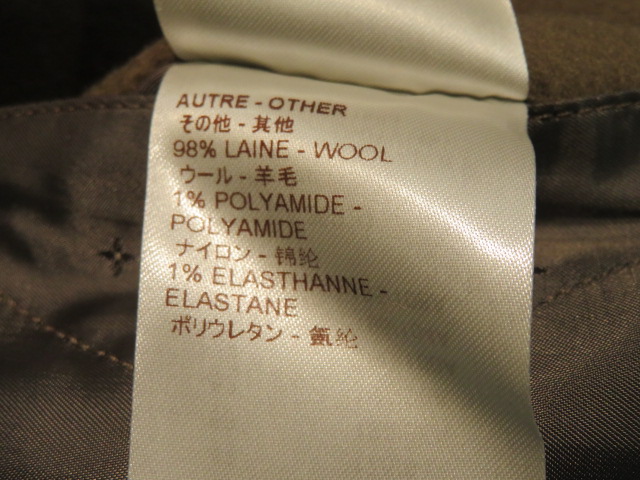 AUTRE - OTHER
その他 - 其他
98% LAINE - WOOL
ウール - 羊毛
1% POLYAMIDE -
POLYAMIDE
ナイロン - 锦纶
1% ELASTHANNE -
ELASTANE
ポリウレタン - 氨纶